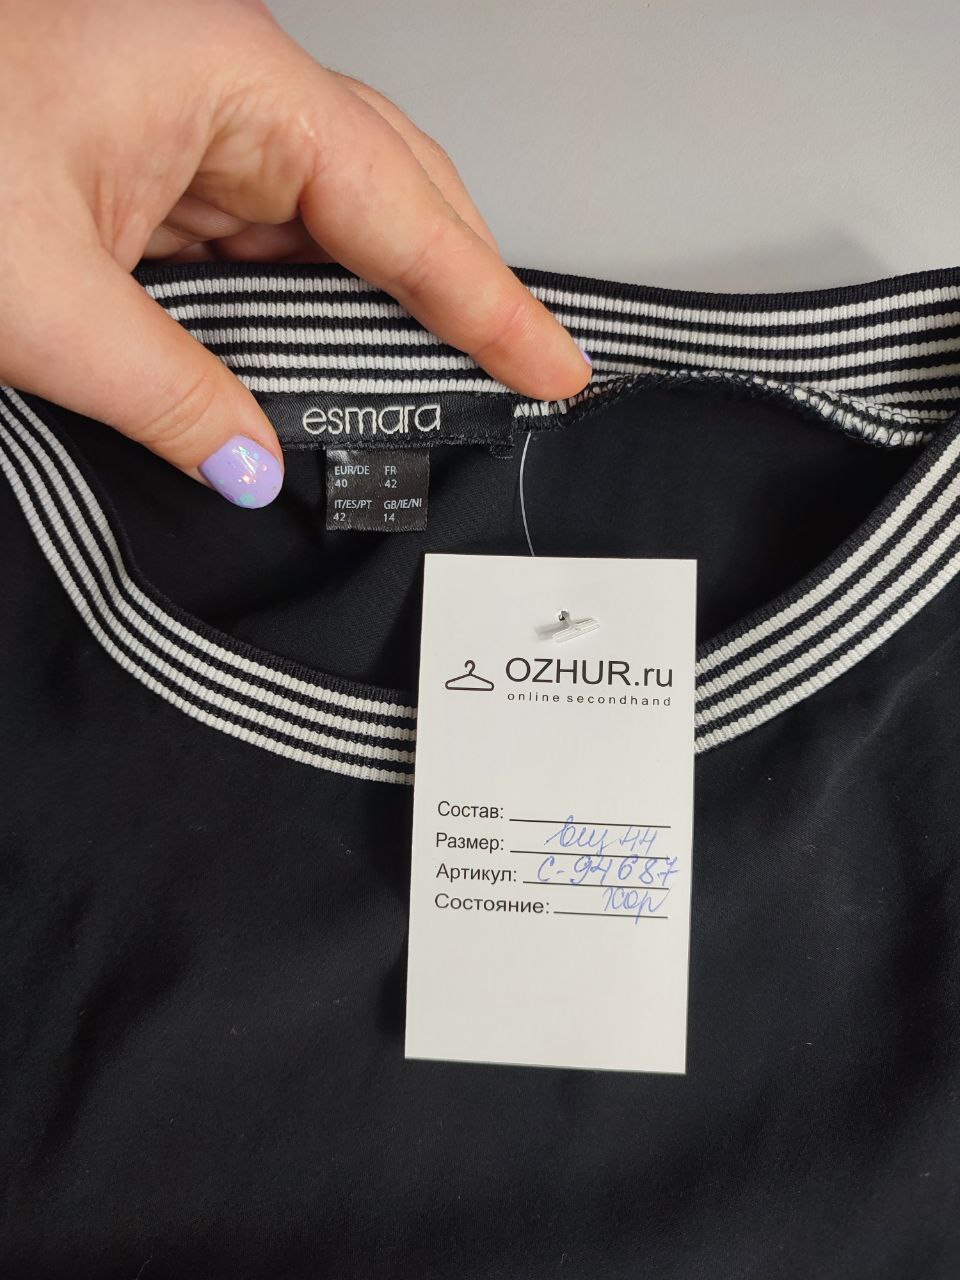 esmara
EUR/DE FR
40 42
IT/ES/PT GB/IE/NI
42 14
OZHUR.ru
online secondhand
Состав:
Размер: 44
Артикул: С-94687
Состояние: хор